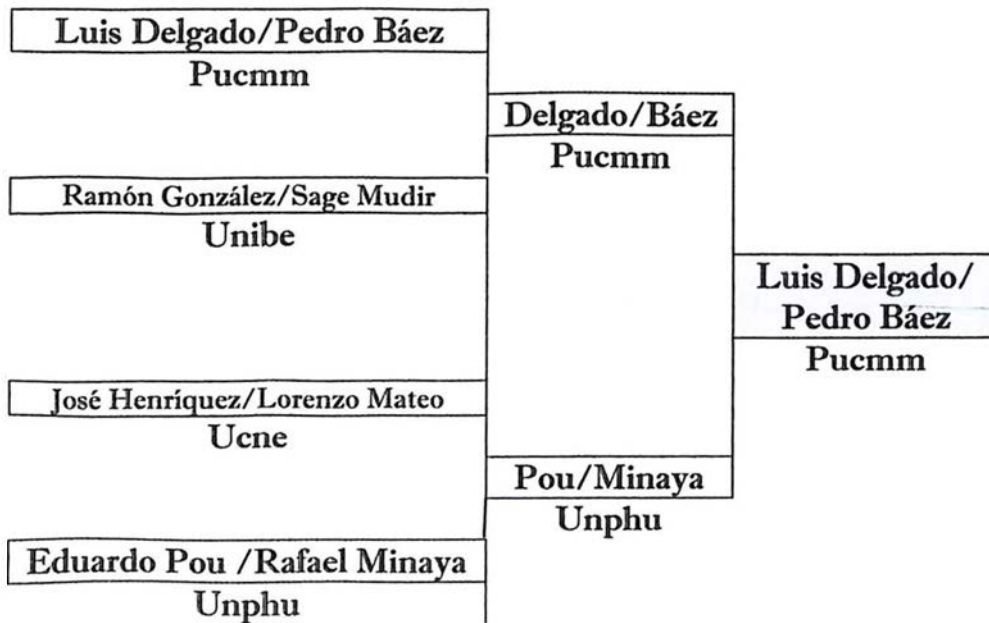 Luis Delgado/Pedro Báez
Pucmm
Delgado/Báez
Pucmm
Ramón González/Sage Mudir
Unibe
Luis Delgado/
Pedro Báez
Pucmm
José Henríquez/Lorenzo Mateo
Ucne
Pou/Minaya
Unphu
Eduardo Pou /Rafael Minaya
Unphu